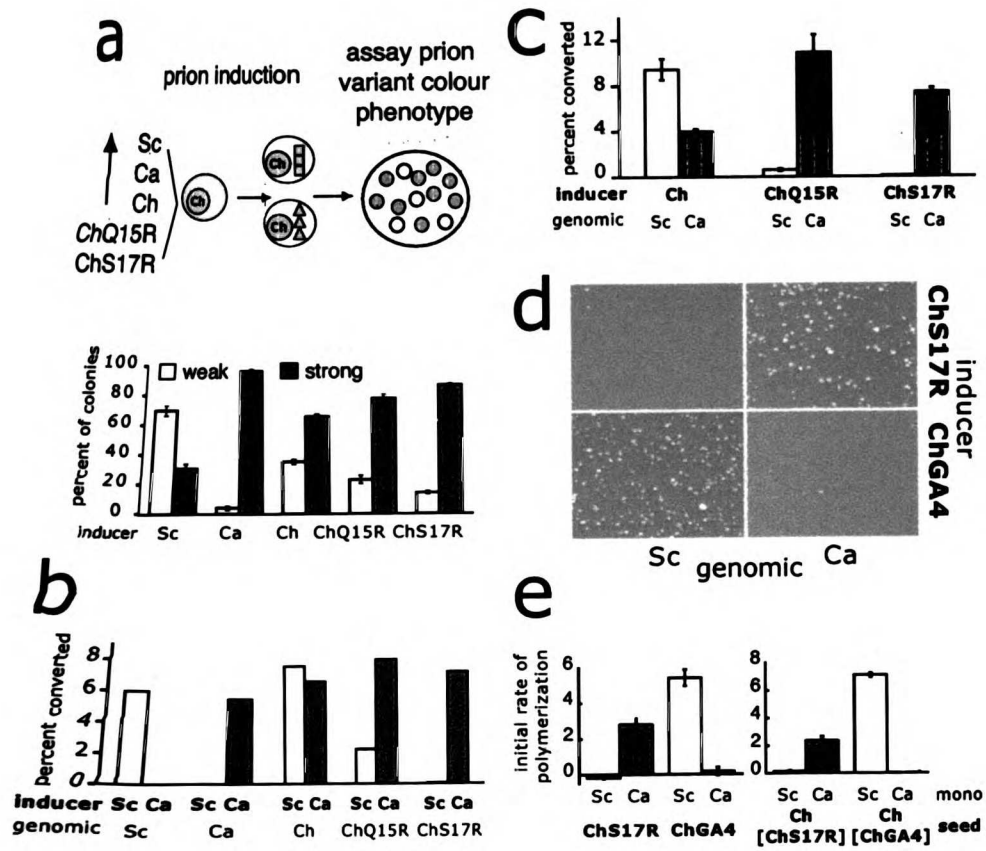 a
prion induction
assay prion
variant colour
phenotype
Sc
Ca
Ch
ChQ15R
ChS17R
Ch
Ch
Ch
percent of colonies
100
80
60
40
20
0
weak
strong
inducer Sc Ca Ch ChQ15R ChS17R
b
percent converted
8
6
4
2
0
inducer Sc Ca Sc Ca Sc Ca Sc Ca Sc Ca
genomic Sc Ca Ch ChQ15R ChS17R
c
percent converted
12
8
4
0
inducer Ch ChQ15R ChS17R
genomic Sc Ca Sc Ca Sc Ca
d
ChS17R ChGA4
inducer
Sc genomic Ca
e
initial rate of
polymerization
6
4
2
0
8
6
4
2
0
Sc Ca Sc Ca Sc Ca Sc Ca mono
ChS17R ChGA4 Ch Ch seed
[ChS17R] [ChGA4]